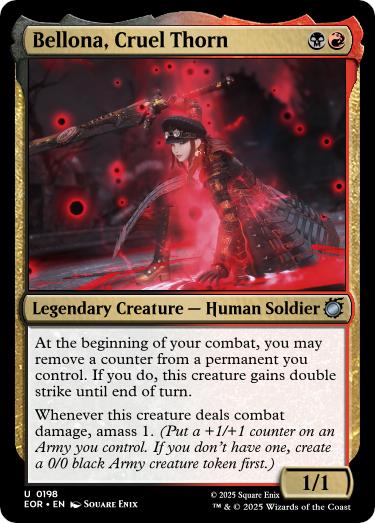 Bellona, Cruel Thorn
Legendary Creature — Human Soldier
At the beginning of your combat, you may
remove a counter from a permanent you
control. If you do, this creature gains double
strike until end of turn.
Whenever this creature deals combat
damage, amass 1. (Put a +1/+1 counter on an
Army you control. If you don't have one, create
a 0/0 black Army creature token first.)
1/1
U 0198
EOR • EN Square Enix
© 2025 Square Enix
™ & © 2025 Wizards of the Coast